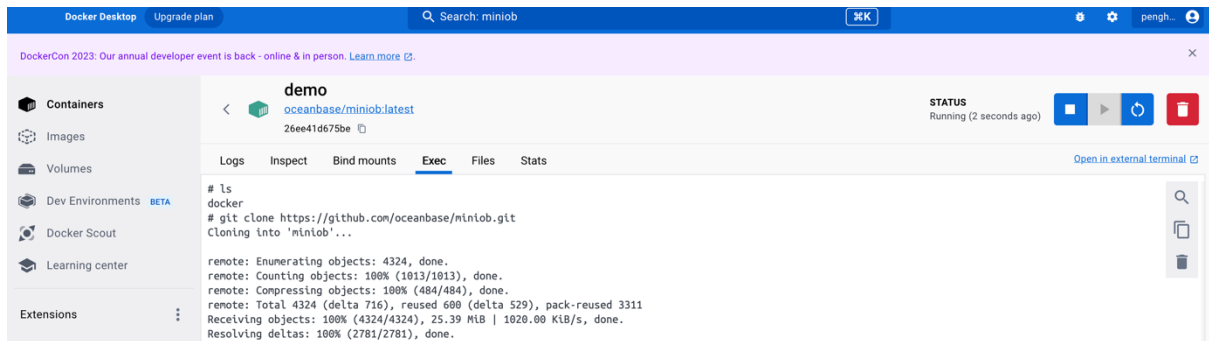 Docker Desktop Upgrade plan Search: miniob ⌘K pengh...
DockerCon 2023: Our annual developer event is back - online & in person. Learn more
Containers
Images
Volumes
Dev Environments BETA
Docker Scout
Learning center
Extensions
demo
oceanbase/miniob:latest
26ee41d675be
STATUS
Running (2 seconds ago)
Logs Inspect Bind mounts Exec Files Stats
Open in external terminal
# ls
docker
# git clone https://github.com/oceanbase/miniob.git
Cloning into 'miniob'...
remote: Enumerating objects: 4324, done.
remote: Counting objects: 100% (1013/1013), done.
remote: Compressing objects: 100% (484/484), done.
remote: Total 4324 (delta 716), reused 600 (delta 529), pack-reused 3311
Receiving objects: 100% (4324/4324), 25.39 MiB | 1020.00 KiB/s, done.
Resolving deltas: 100% (2781/2781), done.